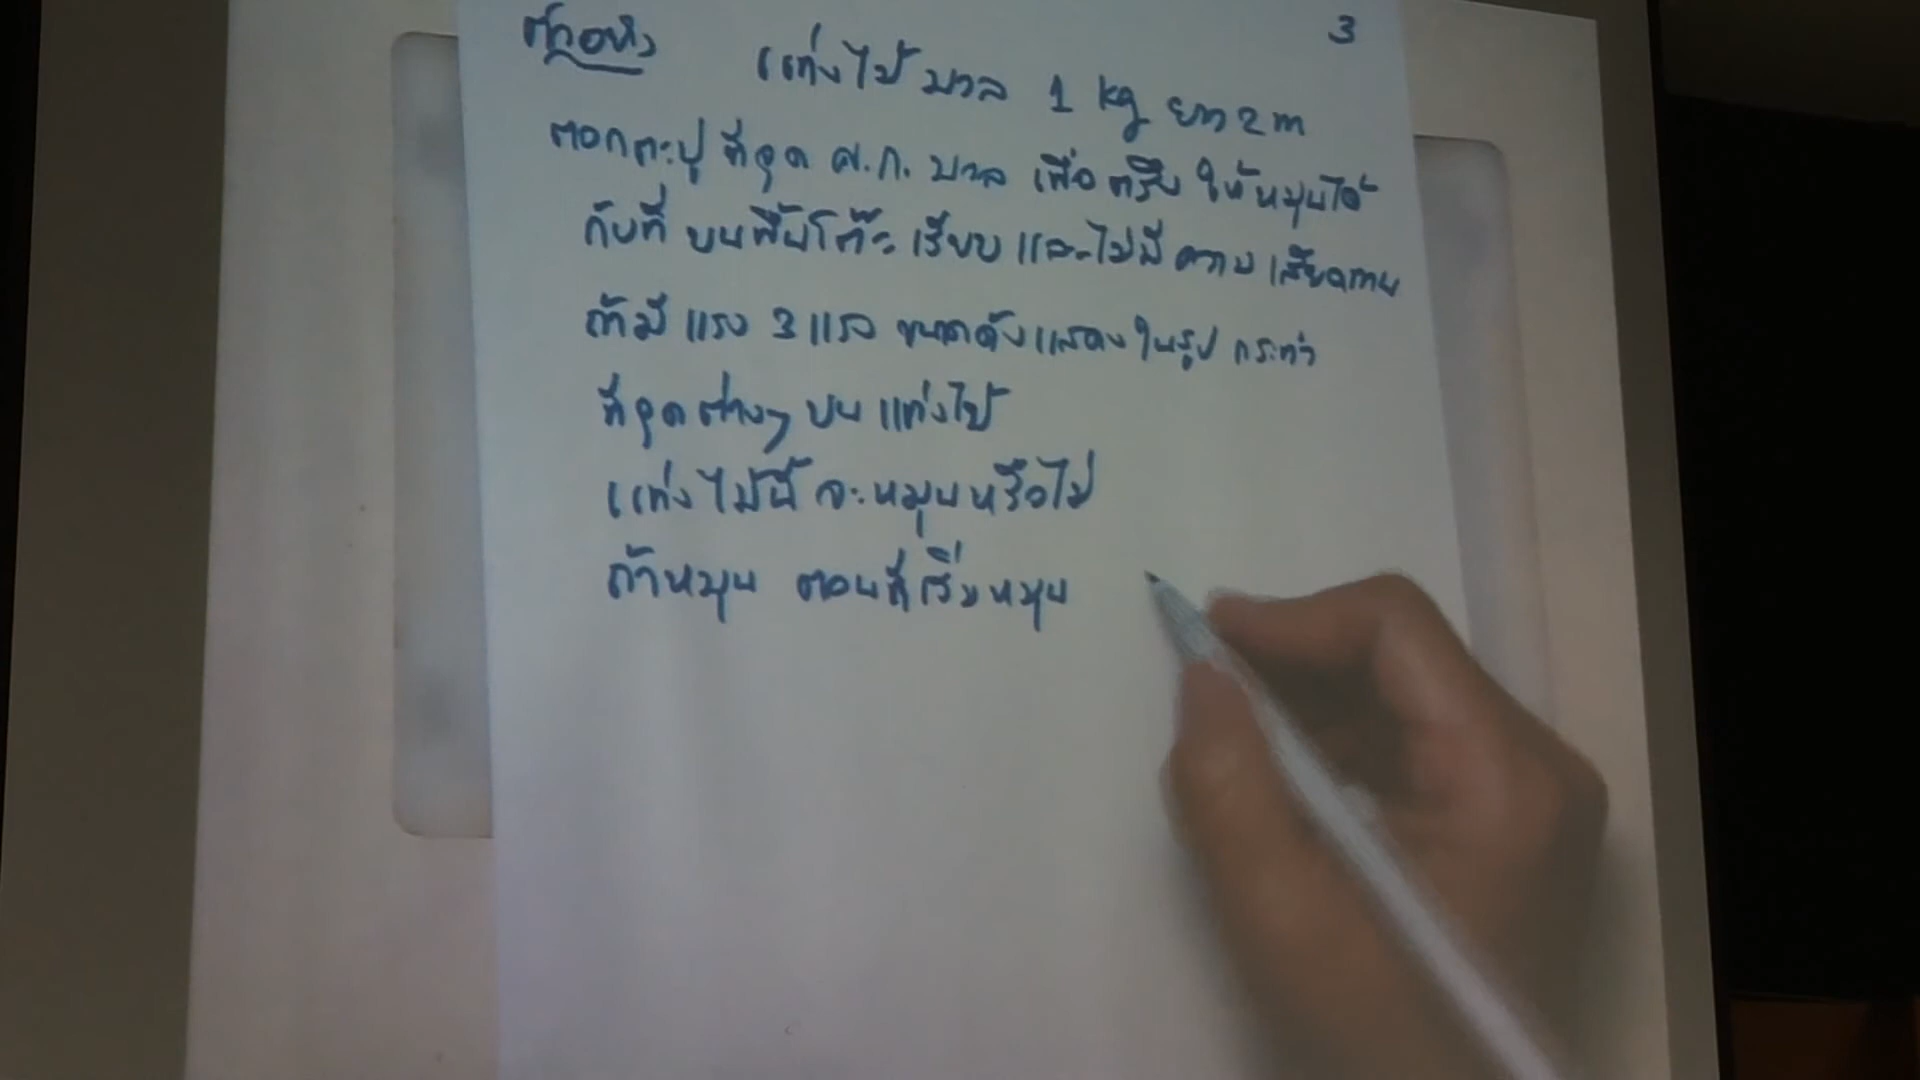 ตัวอย่าง
3
แท่งไม้ มวล 1 kg ยาว 2 m
ตอกตะปู ที่จุด ศ.ก. มวล เพื่อตรึง ให้หมุนได้
กับที่ บนพื้นโต๊ะ เรียบ และไม่มี ความ เสียดทาน
ถ้ามี แรง 3 แรง ขนาดดังแสดง ในรูป กระทำ
ที่จุดต่างๆ บน แท่งไม้
แท่งไม้นี้ จะหมุนหรือไม่
ถ้าหมุน ตอนที่เริ่มหมุน